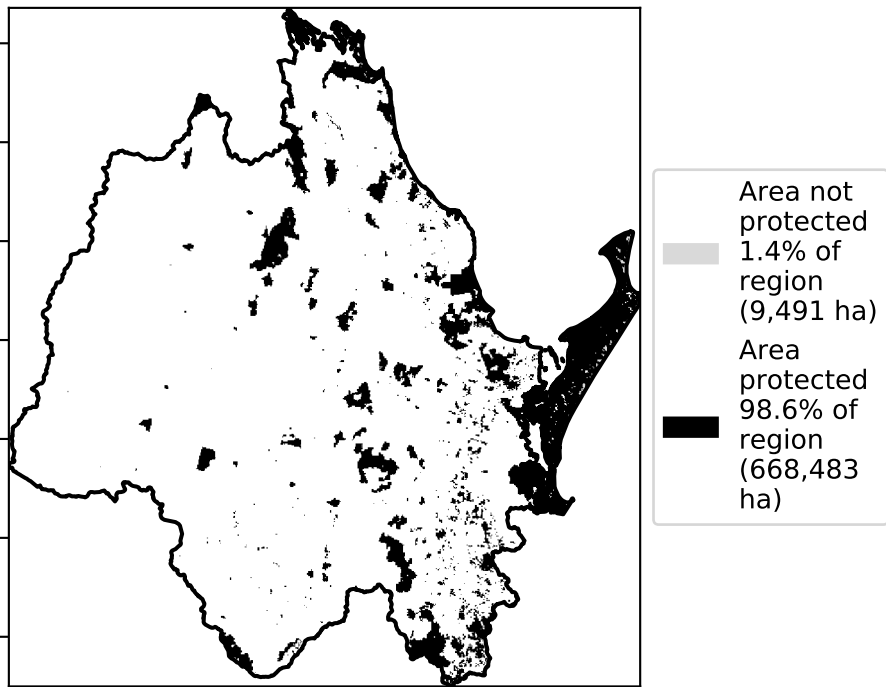 Area not
protected
1.4% of
region
(9,491 ha)
Area
protected
98.6% of
region
(668,483
ha)